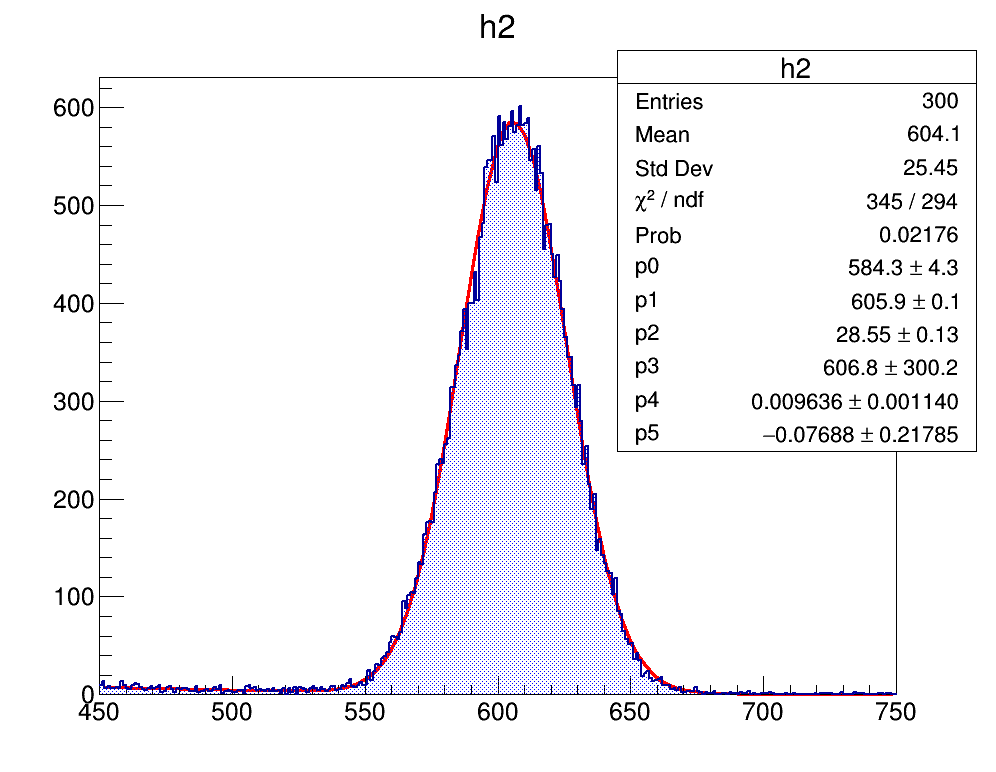 h2
h2
Entries 300
Mean 604.1
Std Dev 25.45
χ² / ndf 345 / 294
Prob 0.02176
p0 584.3 ± 4.3
p1 605.9 ± 0.1
p2 28.55 ± 0.13
p3 606.8 ± 300.2
p4 0.009636 ± 0.001140
p5 −0.07688 ± 0.21785
600
500
400
300
200
100
0
450 500 550 600 650 700 750